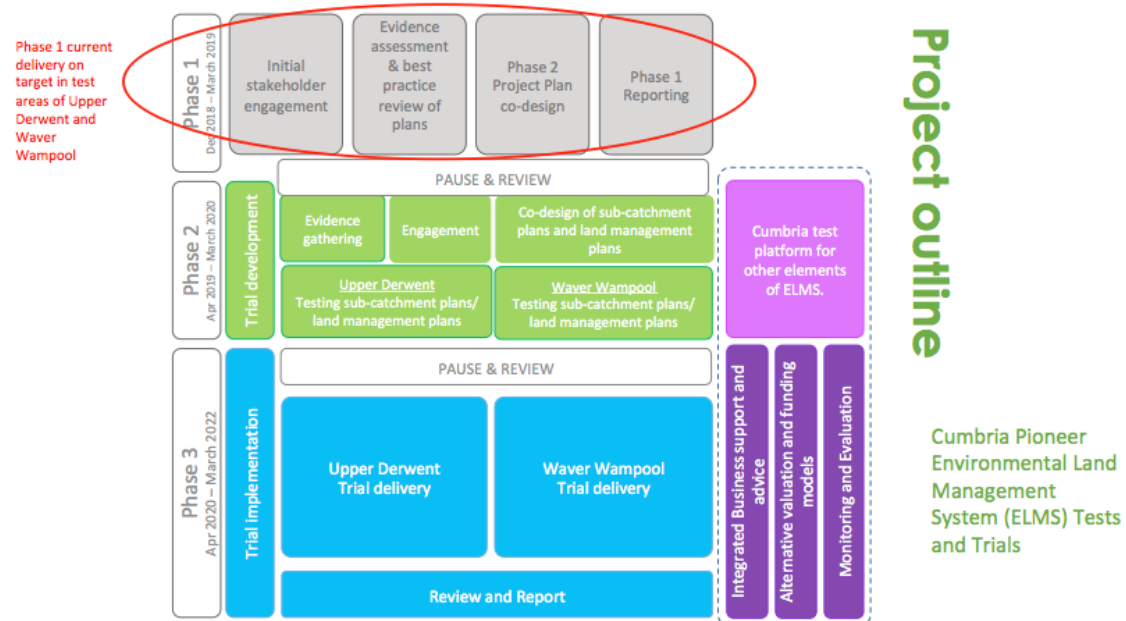 Project outline
Phase 1 current
delivery on
target in test
areas of Upper
Derwent and
Waver
Wampool
Phase 1
Dec 2018 – March 2019
Initial
stakeholder
engagement
Evidence
assessment
& best
practice
review of
plans
Phase 2
Project Plan
co-design
Phase 1
Reporting
PAUSE & REVIEW
Phase 2
Apr 2019 – March 2020
Trial development
Evidence
gathering
Engagement
Co-design of sub-catchment
plans and land management
plans
Upper Derwent
Testing sub-catchment plans/
land management plans
Waver Wampool
Testing sub-catchment plans/
land management plans
Cumbria test
platform for
other elements
of ELMS.
PAUSE & REVIEW
Phase 3
Apr 2020 – March 2022
Trial implementation
Upper Derwent
Trial delivery
Waver Wampool
Trial delivery
Review and Report
Integrated Business support and
advice
Alternative valuation and funding
models
Monitoring and Evaluation
Cumbria Pioneer
Environmental Land
Management
System (ELMS) Tests
and Trials